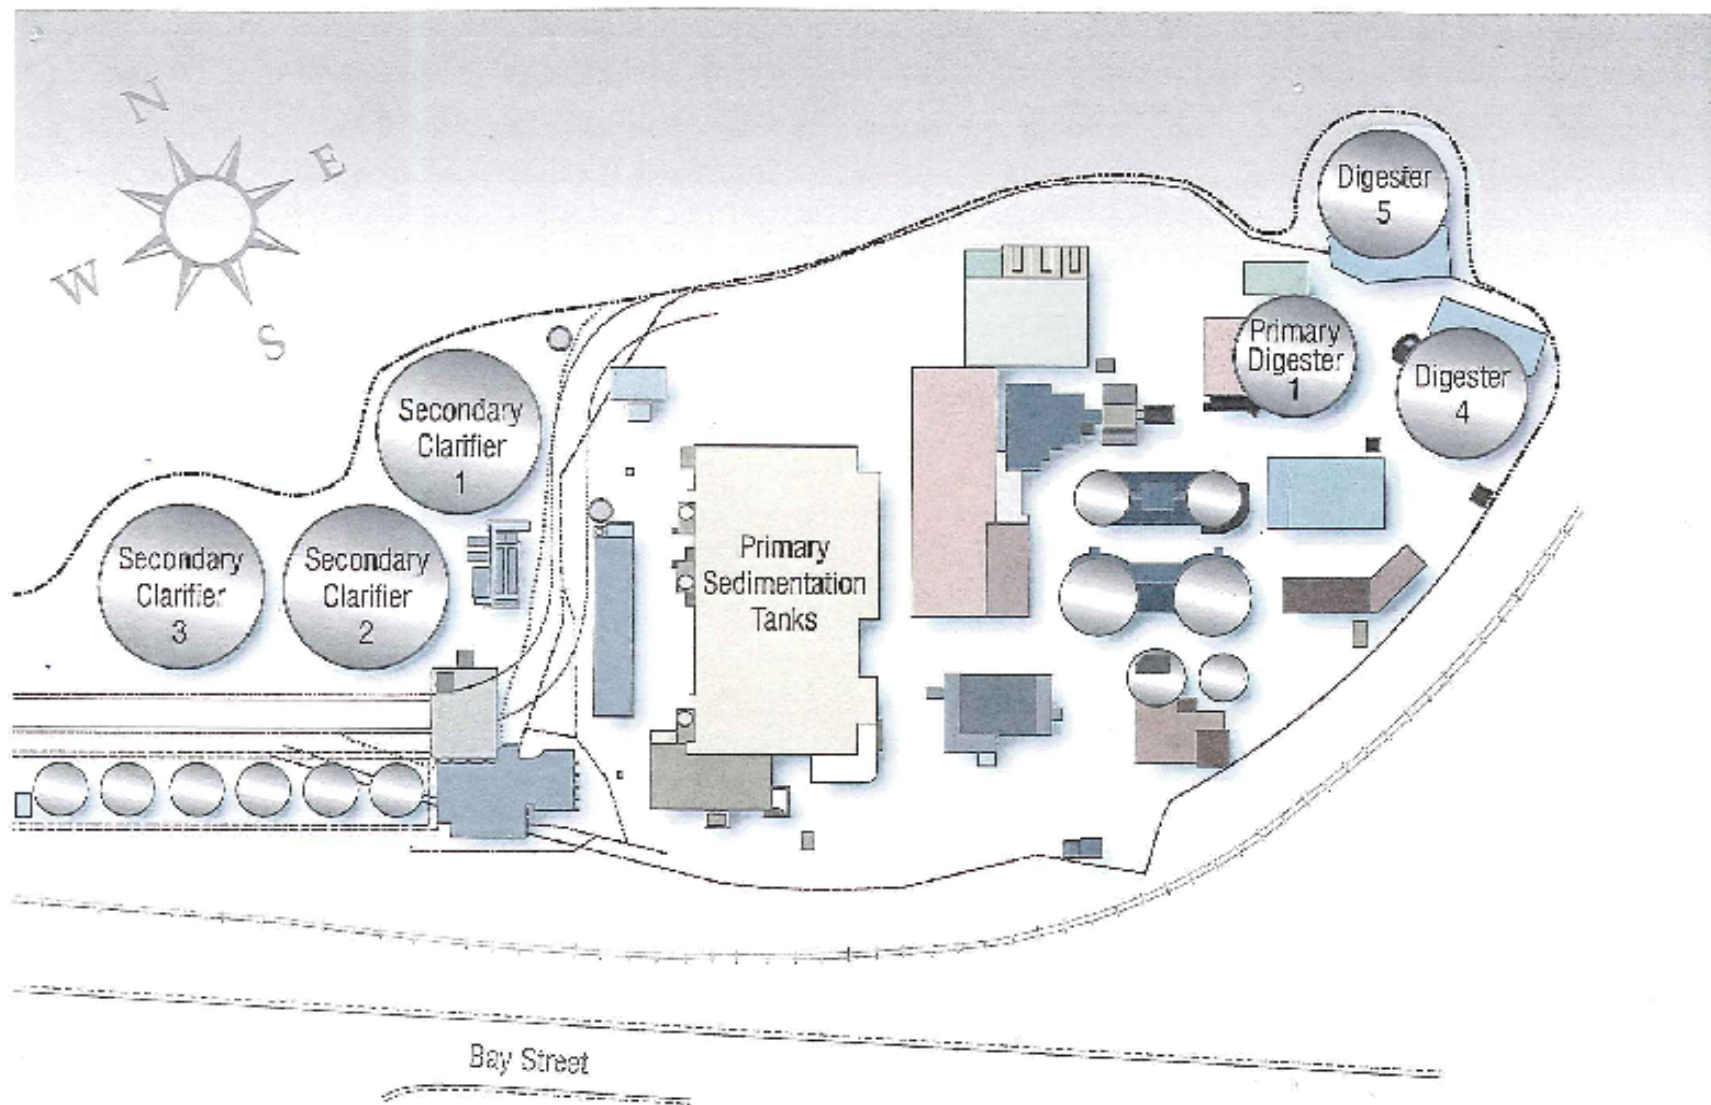 N
E
W
S
Digester
5
Primary
Digester
1
Digester
4
Secondary
Clarifier
1
Secondary
Clarifier
3
Secondary
Clarifier
2
Primary
Sedimentation
Tanks
Bay Street